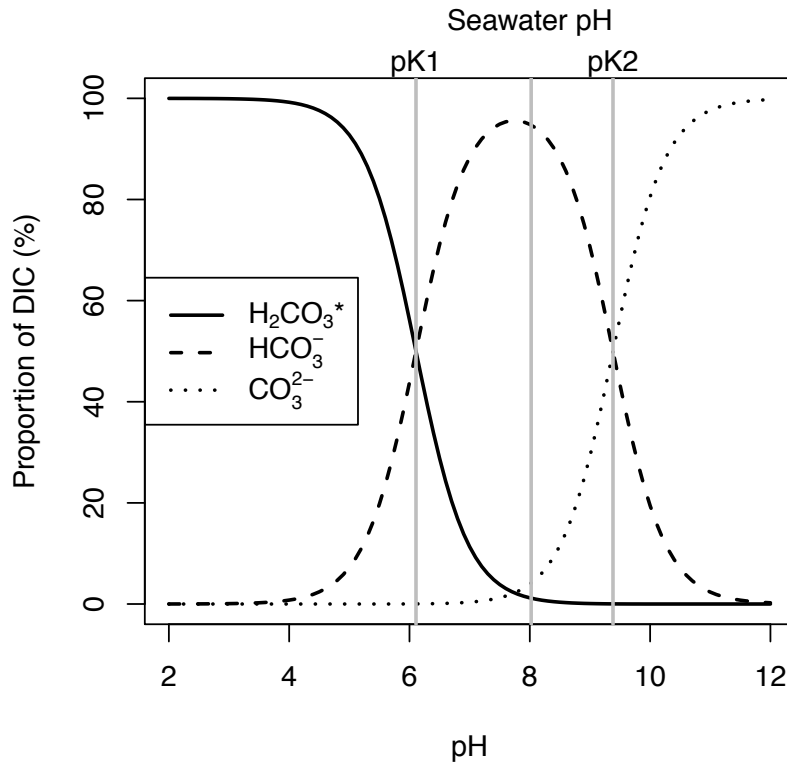 Seawater pH
pK1 pK2
Proportion of DIC (%)
100
80
60
40
20
0
H₂CO₃*
HCO₃⁻
CO₃²⁻
2 4 6 8 10 12
pH